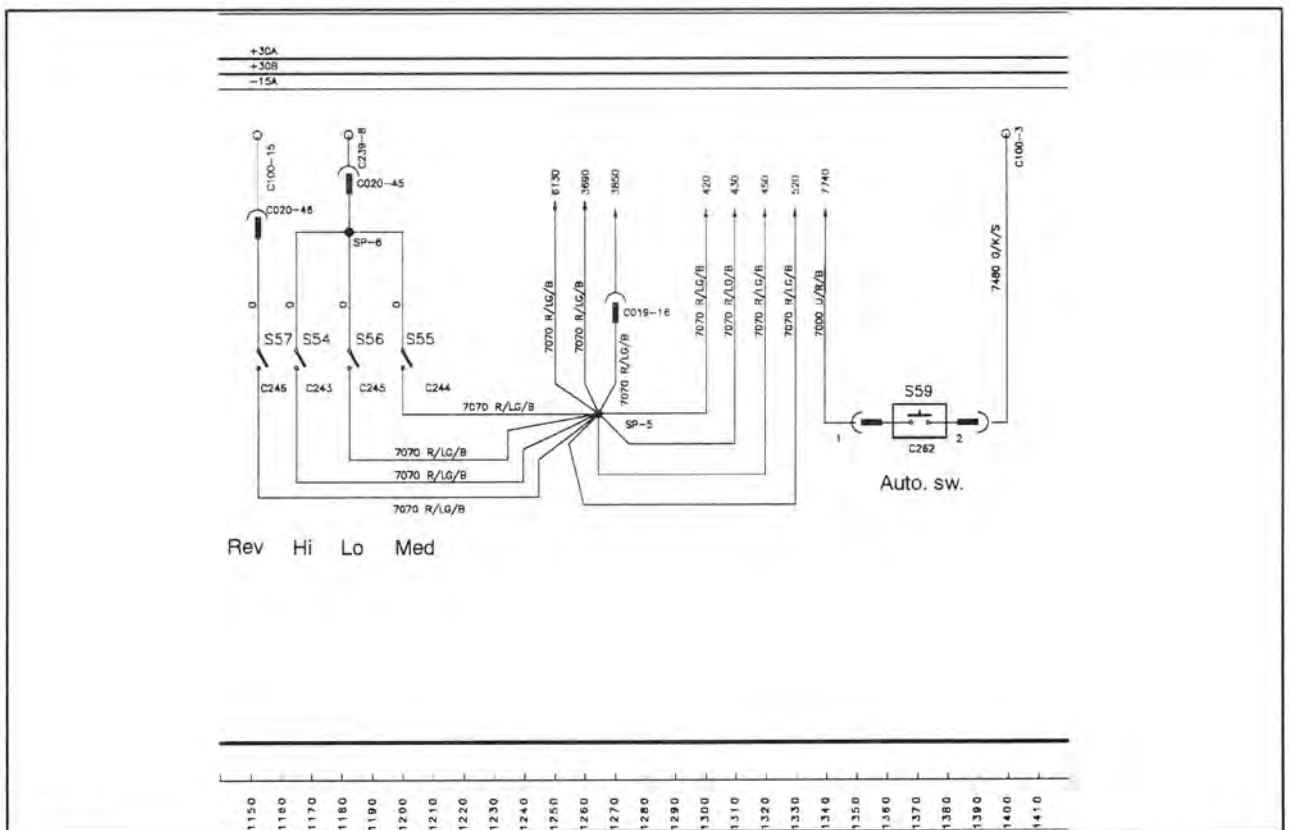 +30A
+30B
-15A
C100-15
C239-8
C100-3
C020-46
C020-45
SP-6
6130
3690
3850
420
430
450
520
7740
7070 R/LG/B
7070 R/LG/B
C019-16
7070 R/LG/B
7070 R/LG/B
7070 R/LG/B
7070 R/LG/B
7070 R/LG/B
7000 U/R/B
7480 O/K/S
O
O
O
O
S57
S54
S56
S55
C246
C243
C245
C244
S59
7070 R/LG/B
SP-5
1
2
C262
7070 R/LG/B
7070 R/LG/B
7070 R/LG/B
Auto. sw.
Rev Hi Lo Med
1150 1160 1170 1180 1190 1200 1210 1220 1230 1240 1250 1260 1270 1280 1290 1300 1310 1320 1330 1340 1350 1360 1370 1380 1390 1400 1410